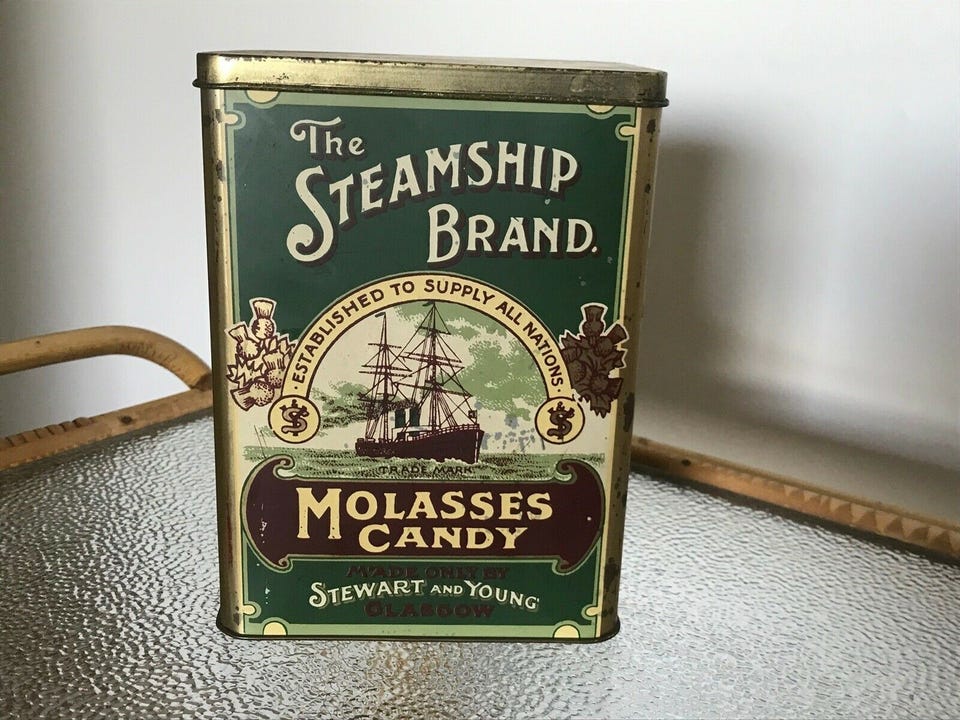 The
STEAMSHIP
BRAND.
· ESTABLISHED TO SUPPLY ALL NATIONS ·
TRADE MARK
MOLASSES
CANDY
MADE ONLY BY
STEWART AND YOUNG
GLASGOW